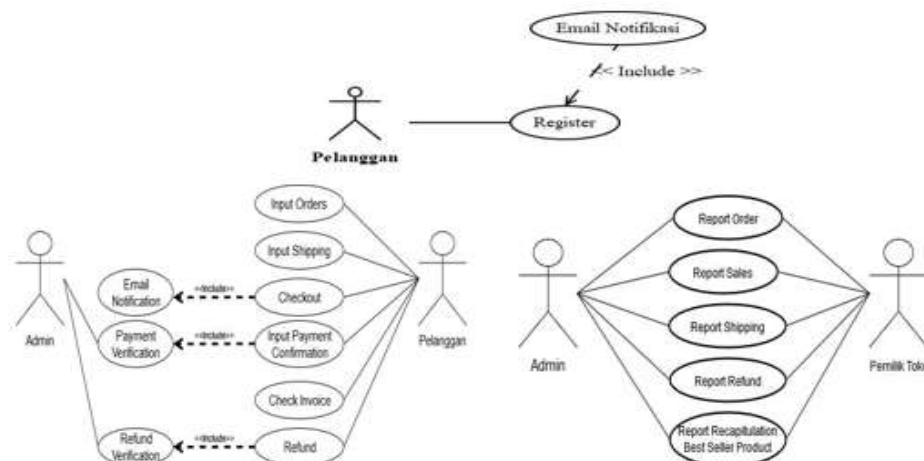 Email Notifikasi
<< Include >>
Register
Pelanggan
Input Orders
Input Shipping
Email
Notification
<<Include>>
Checkout
Admin
Payment
Verification
<<Include>>
Input Payment
Confirmation
Pelanggan
Check Invoice
Refund
Verification
<<Include>>
Refund
Report Order
Report Sales
Report Shipping
Admin
Pemilik Toko
Report Refund
Report Recapitulation
Best Seller Product